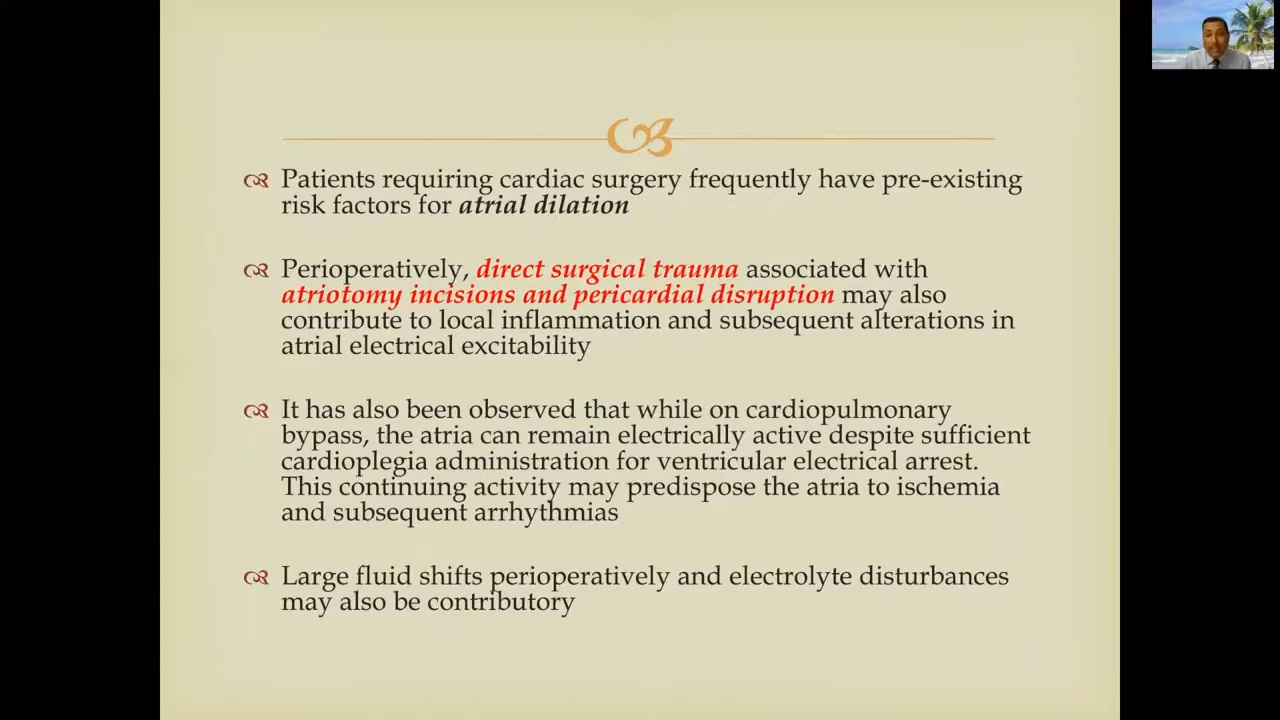 Patients requiring cardiac surgery frequently have pre-existing
risk factors for atrial dilation
Perioperatively, direct surgical trauma associated with
atriotomy incisions and pericardial disruption may also
contribute to local inflammation and subsequent alterations in
atrial electrical excitability
It has also been observed that while on cardiopulmonary
bypass, the atria can remain electrically active despite sufficient
cardioplegia administration for ventricular electrical arrest.
This continuing activity may predispose the atria to ischemia
and subsequent arrhythmias
Large fluid shifts perioperatively and electrolyte disturbances
may also be contributory